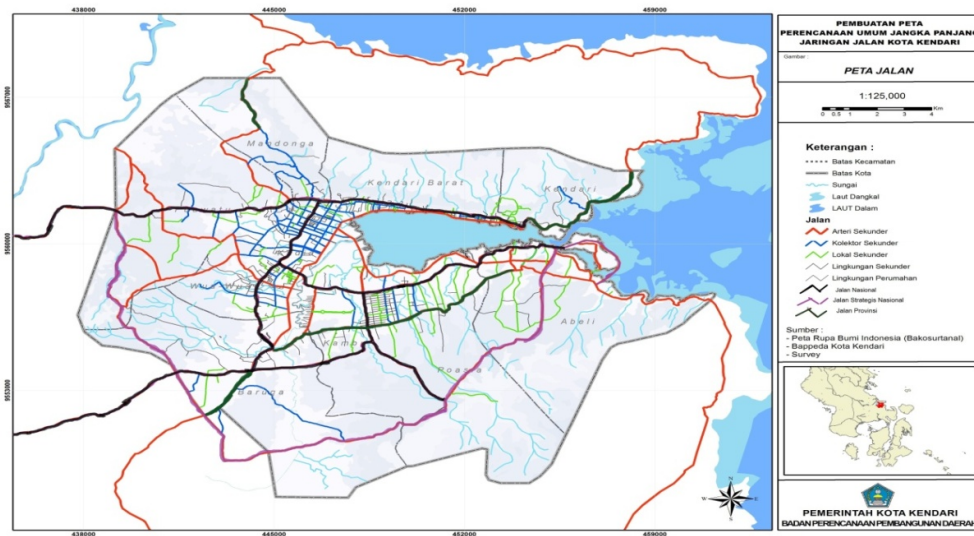 438000
445000
452000
459000
9567000
9560000
9553000
Mandonga
Kendari Barat
Kendari
Abeli
Poasia
Baruga
438000
445000
452000
459000
PEMBUATAN PETA
PERENCANAAN UMUM JANGKA PANJANG
JARINGAN JALAN KOTA KENDARI
Gambar :
PETA JALAN
1:125,000
0 0,5 1 2 3 4
Km
Keterangan :
Batas Kecamatan
Batas Kota
Sungai
Laut Dangkal
LAUT Dalam
Jalan
Arteri Sekunder
Kolektor Sekunder
Lokal Sekunder
Lingkungan Sekunder
Lingkungan Perumahan
Jalan Nasional
Jalan Strategis Nasional
Jalan Provinsi
Sumber :
- Peta Rupa Bumi Indonesia (Bakosurtanal)
- Bappeda Kota Kendari
- Survey
N
W
E
S
PEMERINTAH KOTA KENDARI
BADAN PERENCANAAN PEMBANGUNAN DAERAH